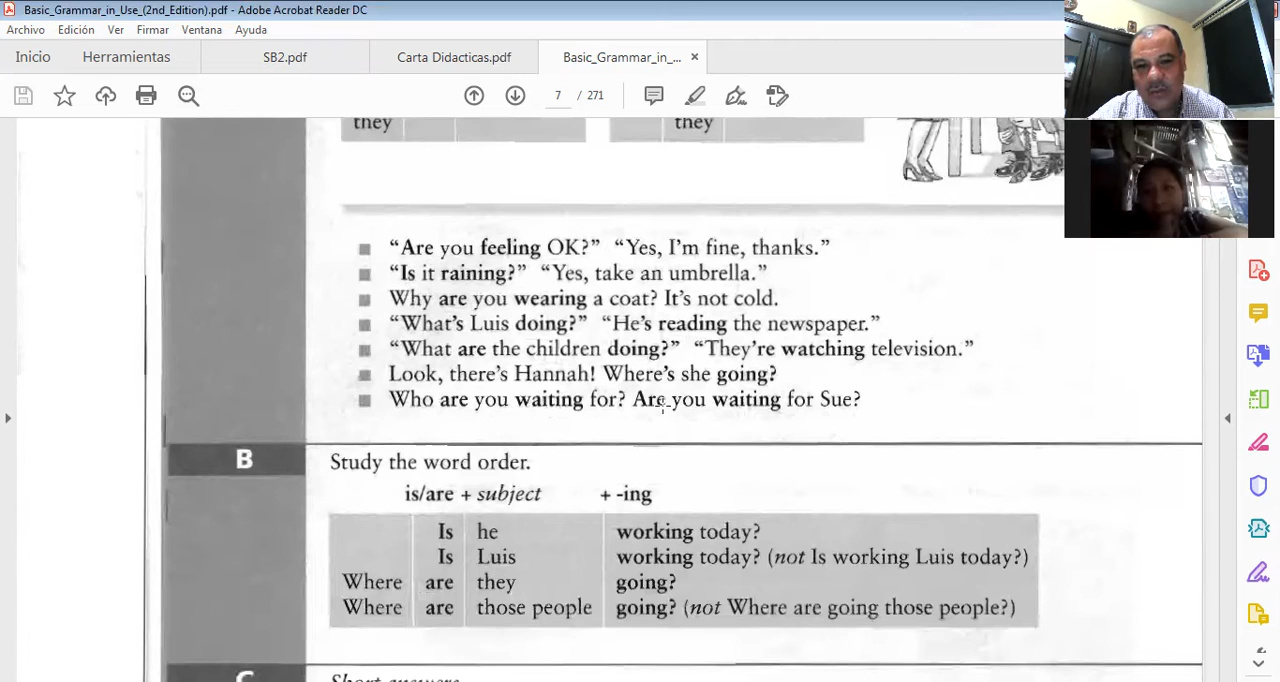 Basic_Grammar_in_Use_(2nd_Edition).pdf - Adobe Acrobat Reader DC
Archivo Edición Ver Firmar Ventana Ayuda
Inicio Herramientas SB2.pdf Carta Didacticas.pdf Basic_Grammar_in_... ×
7 / 271
they they
"Are you feeling OK?" "Yes, I'm fine, thanks."
"Is it raining?" "Yes, take an umbrella."
Why are you wearing a coat? It's not cold.
"What's Luis doing?" "He's reading the newspaper."
"What are the children doing?" "They're watching television."
Look, there's Hannah! Where's she going?
Who are you waiting for? Are you waiting for Sue?
B Study the word order.
is/are + subject + -ing
Is he working today?
Is Luis working today? (not Is working Luis today?)
Where are they going?
Where are those people going? (not Where are going those people?)
C Short answers